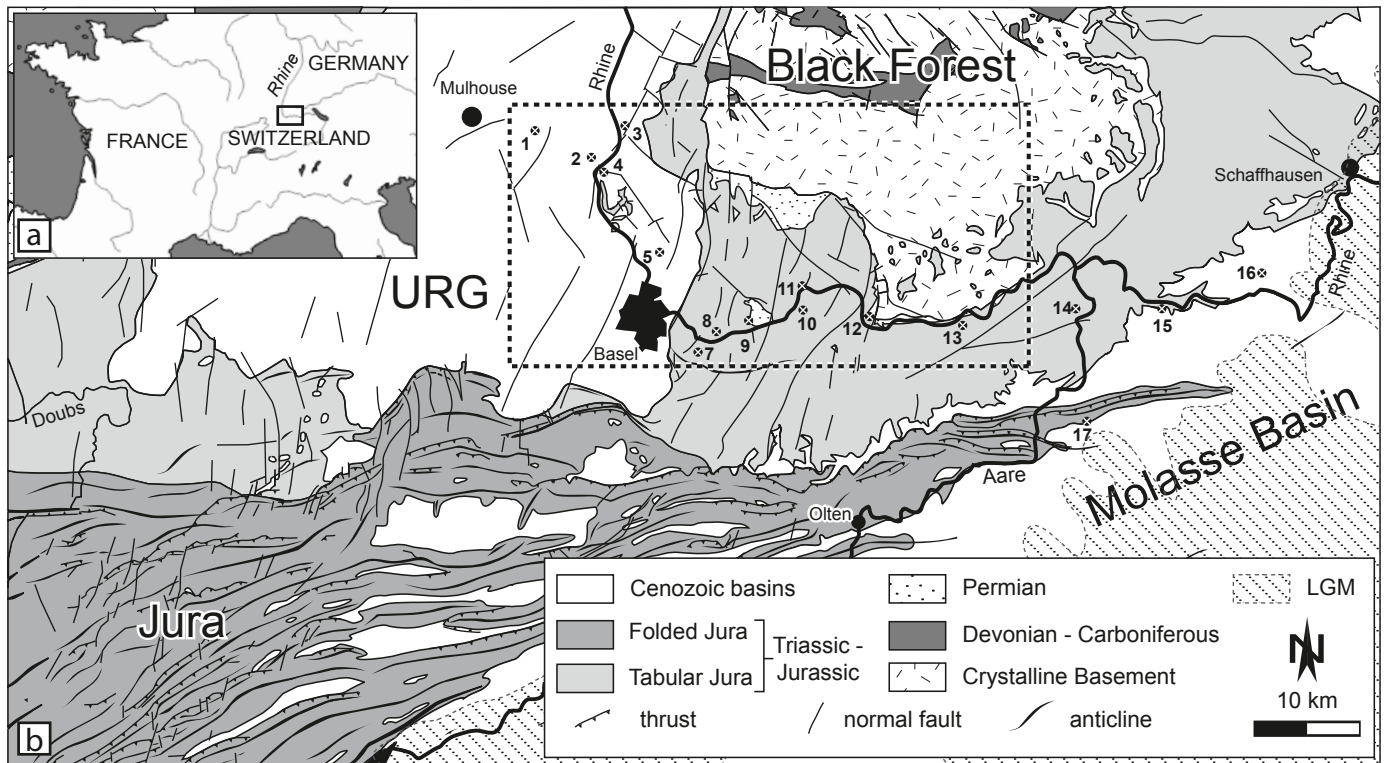 a
Rhine
GERMANY
FRANCE
SWITZERLAND
Mulhouse
Rhine
Black Forest
Schaffhausen
Rhine
URG
Basel
1
2
3
4
5
7
8
9
10
11
12
13
14
15
16
17
Doubs
Aare
Olten
Molasse Basin
Jura
b
Cenozoic basins
Folded Jura
Tabular Jura
Triassic -
Jurassic
Permian
Devonian - Carboniferous
Crystalline Basement
LGM
N
10 km
thrust
normal fault
anticline